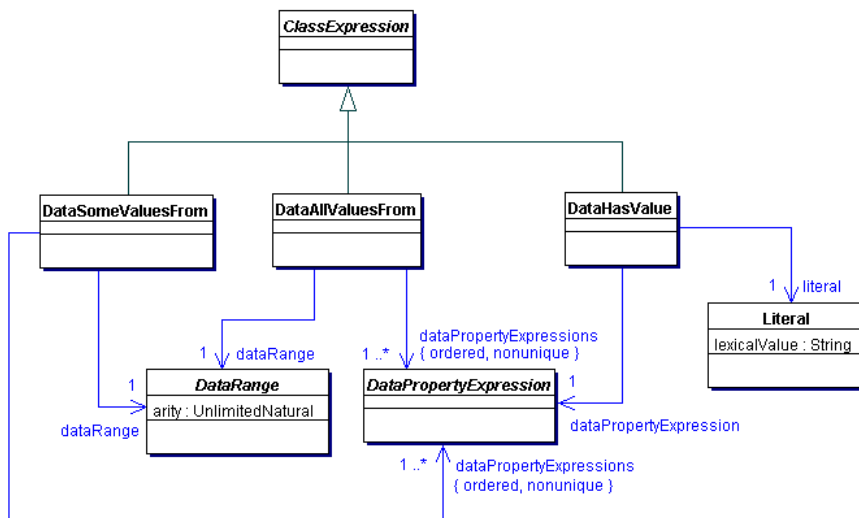 ClassExpression
DataSomeValuesFrom
DataAllValuesFrom
DataHasValue
1
literal
Literal
lexicalValue : String
dataPropertyExpressions
{ ordered, nonunique }
1 ..*
1
dataRange
1
dataRange
DataRange
arity : UnlimitedNatural
DataPropertyExpression
1
dataPropertyExpression
1 ..*
dataPropertyExpressions
{ ordered, nonunique }